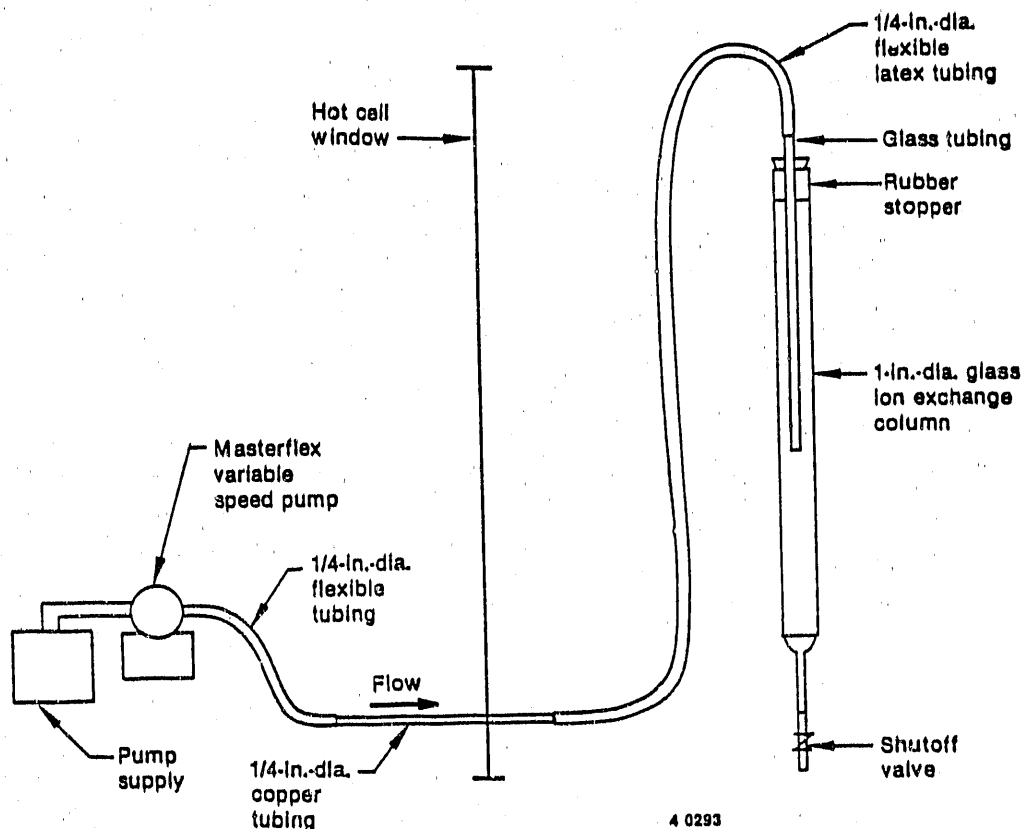 1/4-in.-dia.
flexible
latex tubing
Hot cell
window
Glass tubing
Rubber
stopper
1-in.-dia. glass
ion exchange
column
Masterflex
variable
speed pump
1/4-in.-dia.
flexible
tubing
Flow
Pump
supply
1/4-in.-dia.
copper
tubing
Shutoff
valve
4 0293